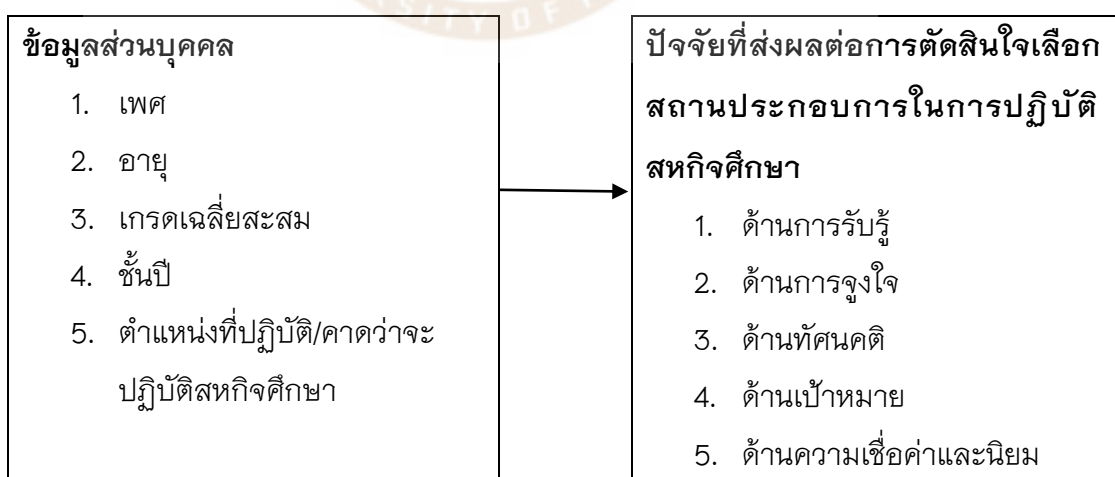 ข้อมูลส่วนบุคคล
1. เพศ
2. อายุ
3. เกรดเฉลี่ยสะสม
4. ชั้นปี
5. ตำแหน่งที่ปฏิบัติ/คาดว่าจะ
ปฏิบัติสหกิจศึกษา
ปัจจัยที่ส่งผลต่อการตัดสินใจเลือก
สถานประกอบการในการปฏิบัติ
สหกิจศึกษา
1. ด้านการรับรู้
2. ด้านการจูงใจ
3. ด้านทัศนคติ
4. ด้านเป้าหมาย
5. ด้านความเชื่อค่าและนิยม